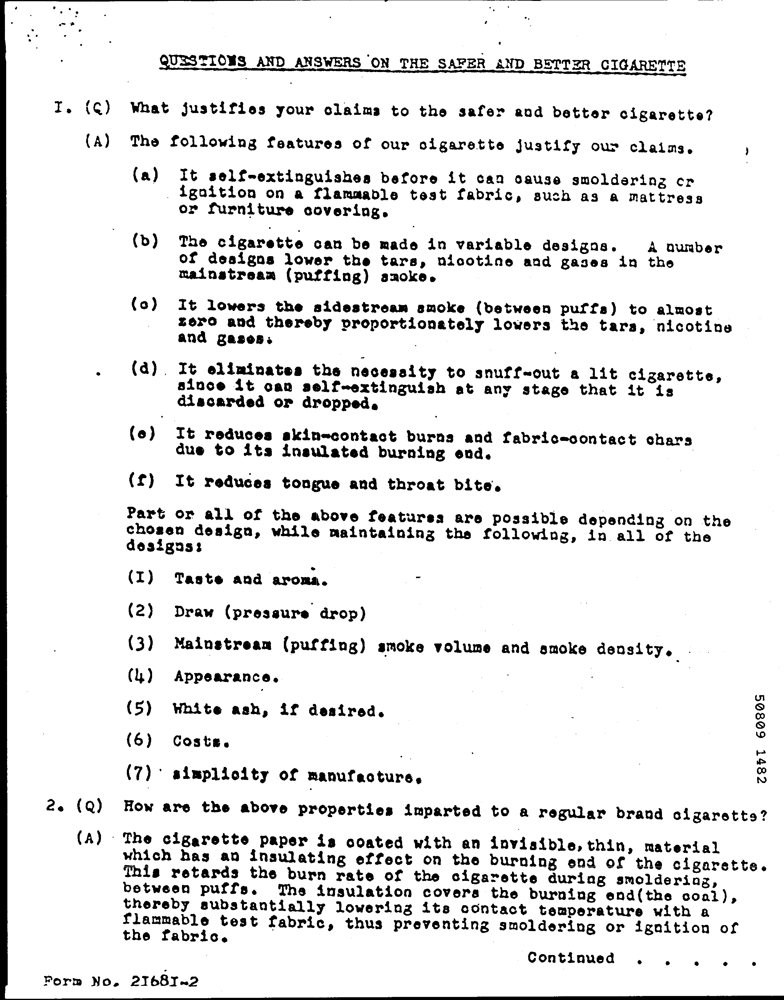 QUESTIONS AND ANSWERS ON THE SAFER AND BETTER CIGARETTE
I. (Q) What justifies your claims to the safer and better cigarette?
(A) The following features of our cigarette justify our claims.
(a) It self-extinguishes before it can cause smoldering or
ignition on a flammable test fabric, such as a mattress
or furniture covering.
(b) The cigarette can be made in variable designs. A number
of designs lower the tars, nicotine and gases in the
mainstream (puffing) smoke.
(c) It lowers the sidestream smoke (between puffs) to almost
zero and thereby proportionately lowers the tars, nicotine
and gases.
(d) It eliminates the necessity to snuff-out a lit cigarette,
since it can self-extinguish at any stage that it is
discarded or dropped.
(e) It reduces skin-contact burns and fabric-contact chars
due to its insulated burning end.
(f) It reduces tongue and throat bite.
Part or all of the above features are possible depending on the
chosen design, while maintaining the following, in all of the
designs:
(I) Taste and aroma.
(2) Draw (pressure drop)
(3) Mainstream (puffing) smoke volume and smoke density.
(4) Appearance.
(5) White ash, if desired.
(6) Costs.
(7) simplicity of manufacture.
2. (Q) How are the above properties imparted to a regular brand cigarette?
(A) The cigarette paper is coated with an invisible, thin, material
which has an insulating effect on the burning end of the cigarette.
This retards the burn rate of the cigarette during smoldering,
between puffs. The insulation covers the burning end(the coal),
thereby substantially lowering its contact temperature with a
flammable test fabric, thus preventing smoldering or ignition of
the fabric.
Continued . . . . .
Form No. 2I68I-2
50809 1482